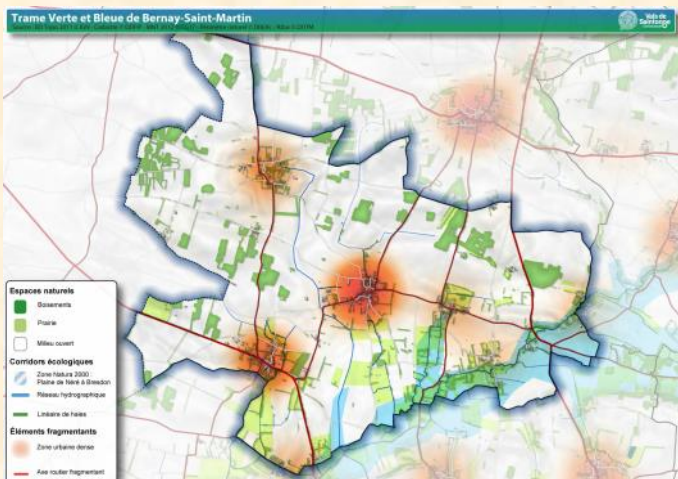 Trame Verte et Bleue de Bernay-Saint-Martin
Vals de
Saintonge
Espaces naturels
Boisements
Prairie
Milieu ouvert
Corridors écologiques
Zone Natura 2000 :
Plaine de Néré à Bresdon
Réseau hydrographique
Linéaire de haies
Éléments fragmentants
Zone urbaine dense
Axe routier fragmentant